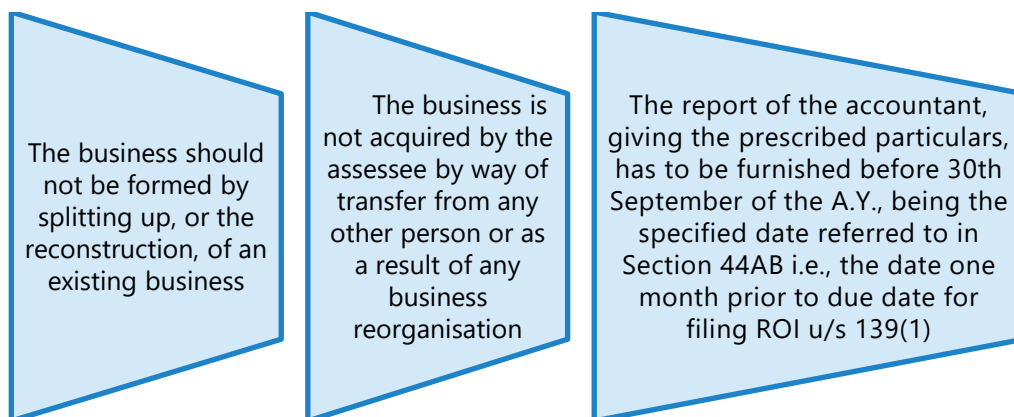 The business should
not be formed by
splitting up, or the
reconstruction, of an
existing business
The business is
not acquired by the
assessee by way of
transfer from any
other person or as
a result of any
business
reorganisation
The report of the accountant,
giving the prescribed particulars,
has to be furnished before 30th
September of the A.Y., being the
specified date referred to in
Section 44AB i.e., the date one
month prior to due date for
filing ROI u/s 139(1)